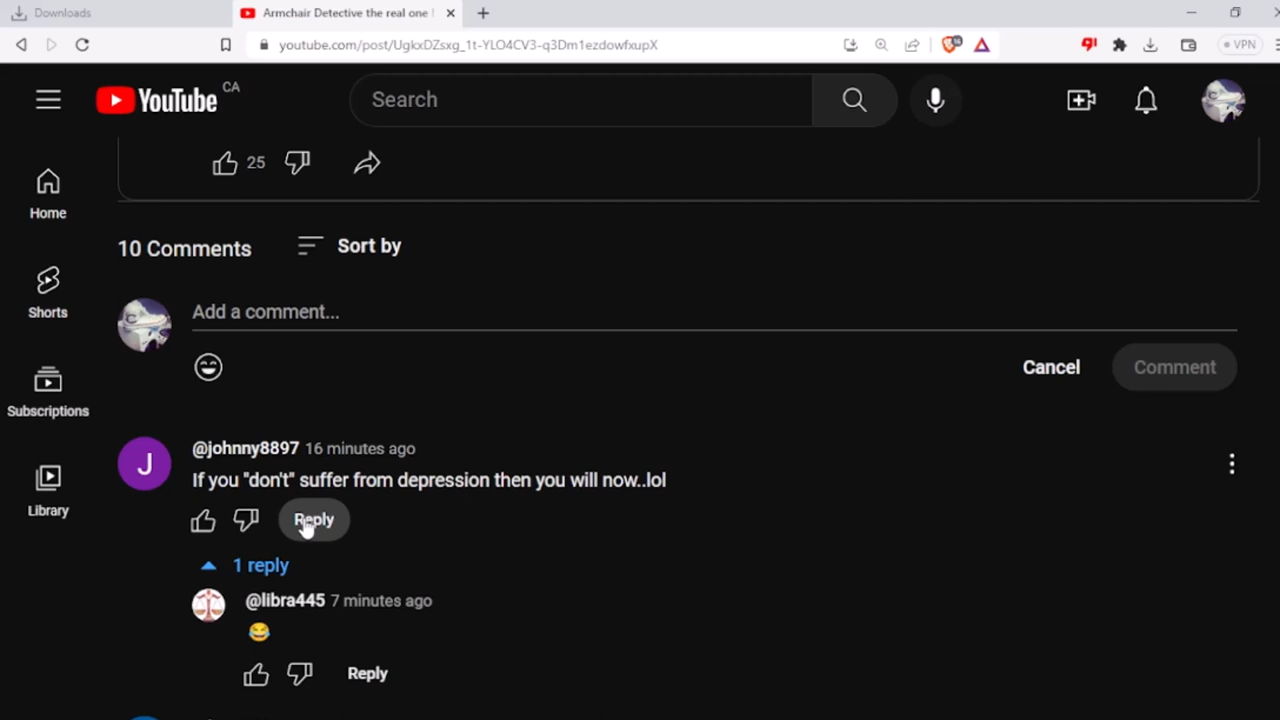 Downloads
Armchair Detective the real one !
youtube.com/post/UgkxDZsxg_1t-YLO4CV3-q3Dm1ezdowfxupX
VPN
YouTube CA
Search
25
Home
10 Comments
Sort by
Shorts
Add a comment...
Cancel
Comment
Subscriptions
@johnny8897 16 minutes ago
If you "don't" suffer from depression then you will now..lol
Library
Reply
1 reply
@libra445 7 minutes ago
😂
Reply